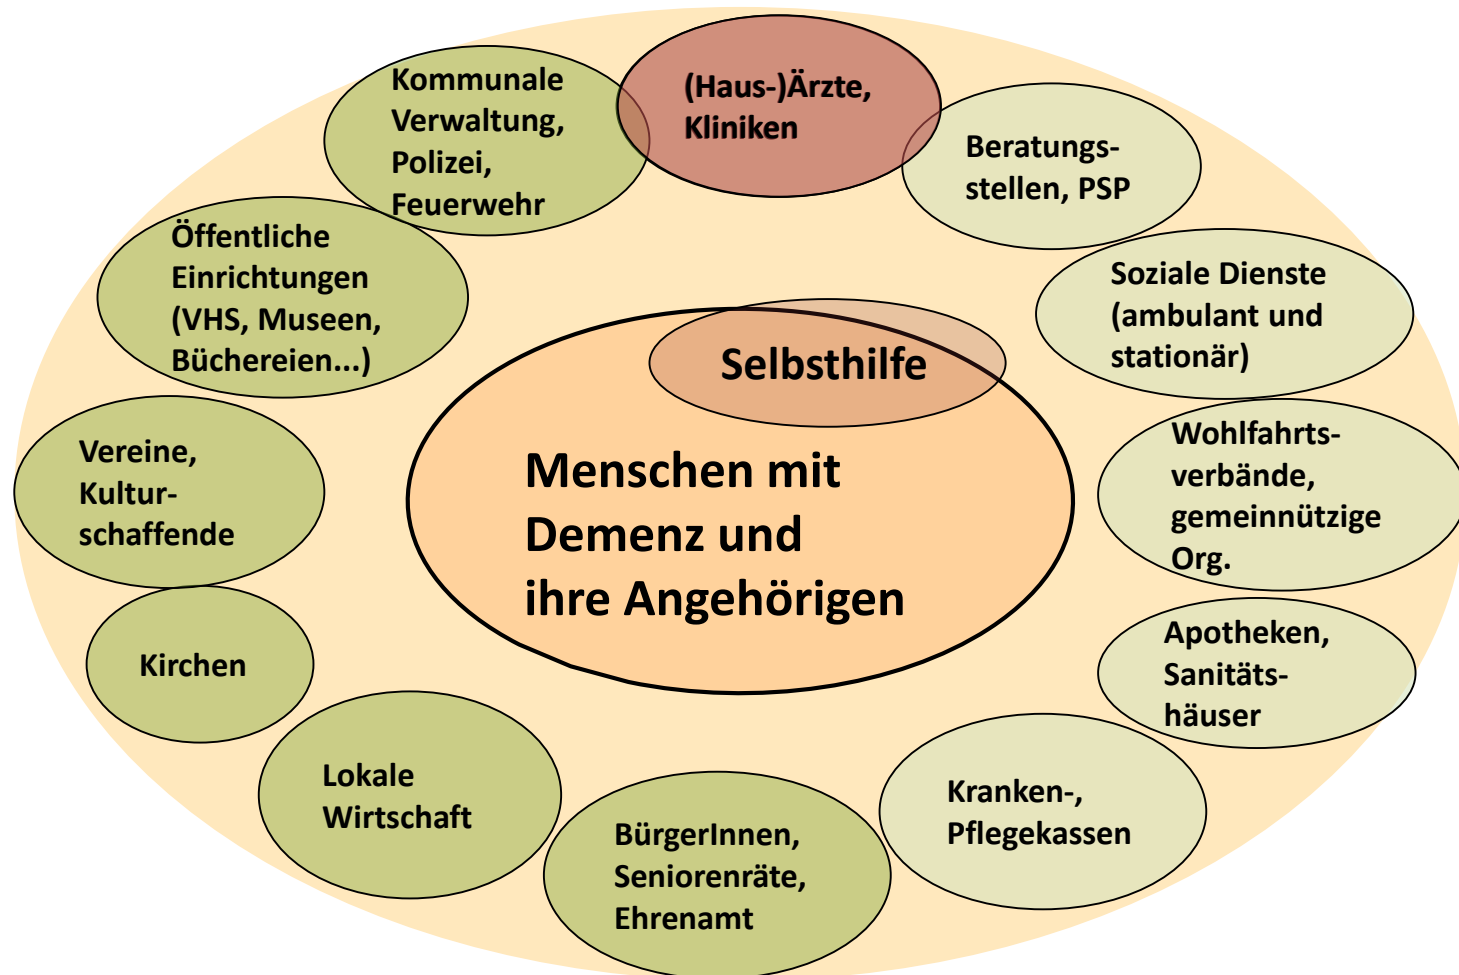 Kommunale
Verwaltung,
Polizei,
Feuerwehr
(Haus-)Ärzte,
Kliniken
Beratungs-
stellen, PSP
Öffentliche
Einrichtungen
(VHS, Museen,
Büchereien...)
Soziale Dienste
(ambulant und
stationär)
Selbsthilfe
Menschen mit
Demenz und
ihre Angehörigen
Vereine,
Kultur-
schaffende
Wohlfahrts-
verbände,
gemeinnützige
Org.
Kirchen
Apotheken,
Sanitäts-
häuser
Lokale
Wirtschaft
BürgerInnen,
Seniorenräte,
Ehrenamt
Kranken-,
Pflegekassen